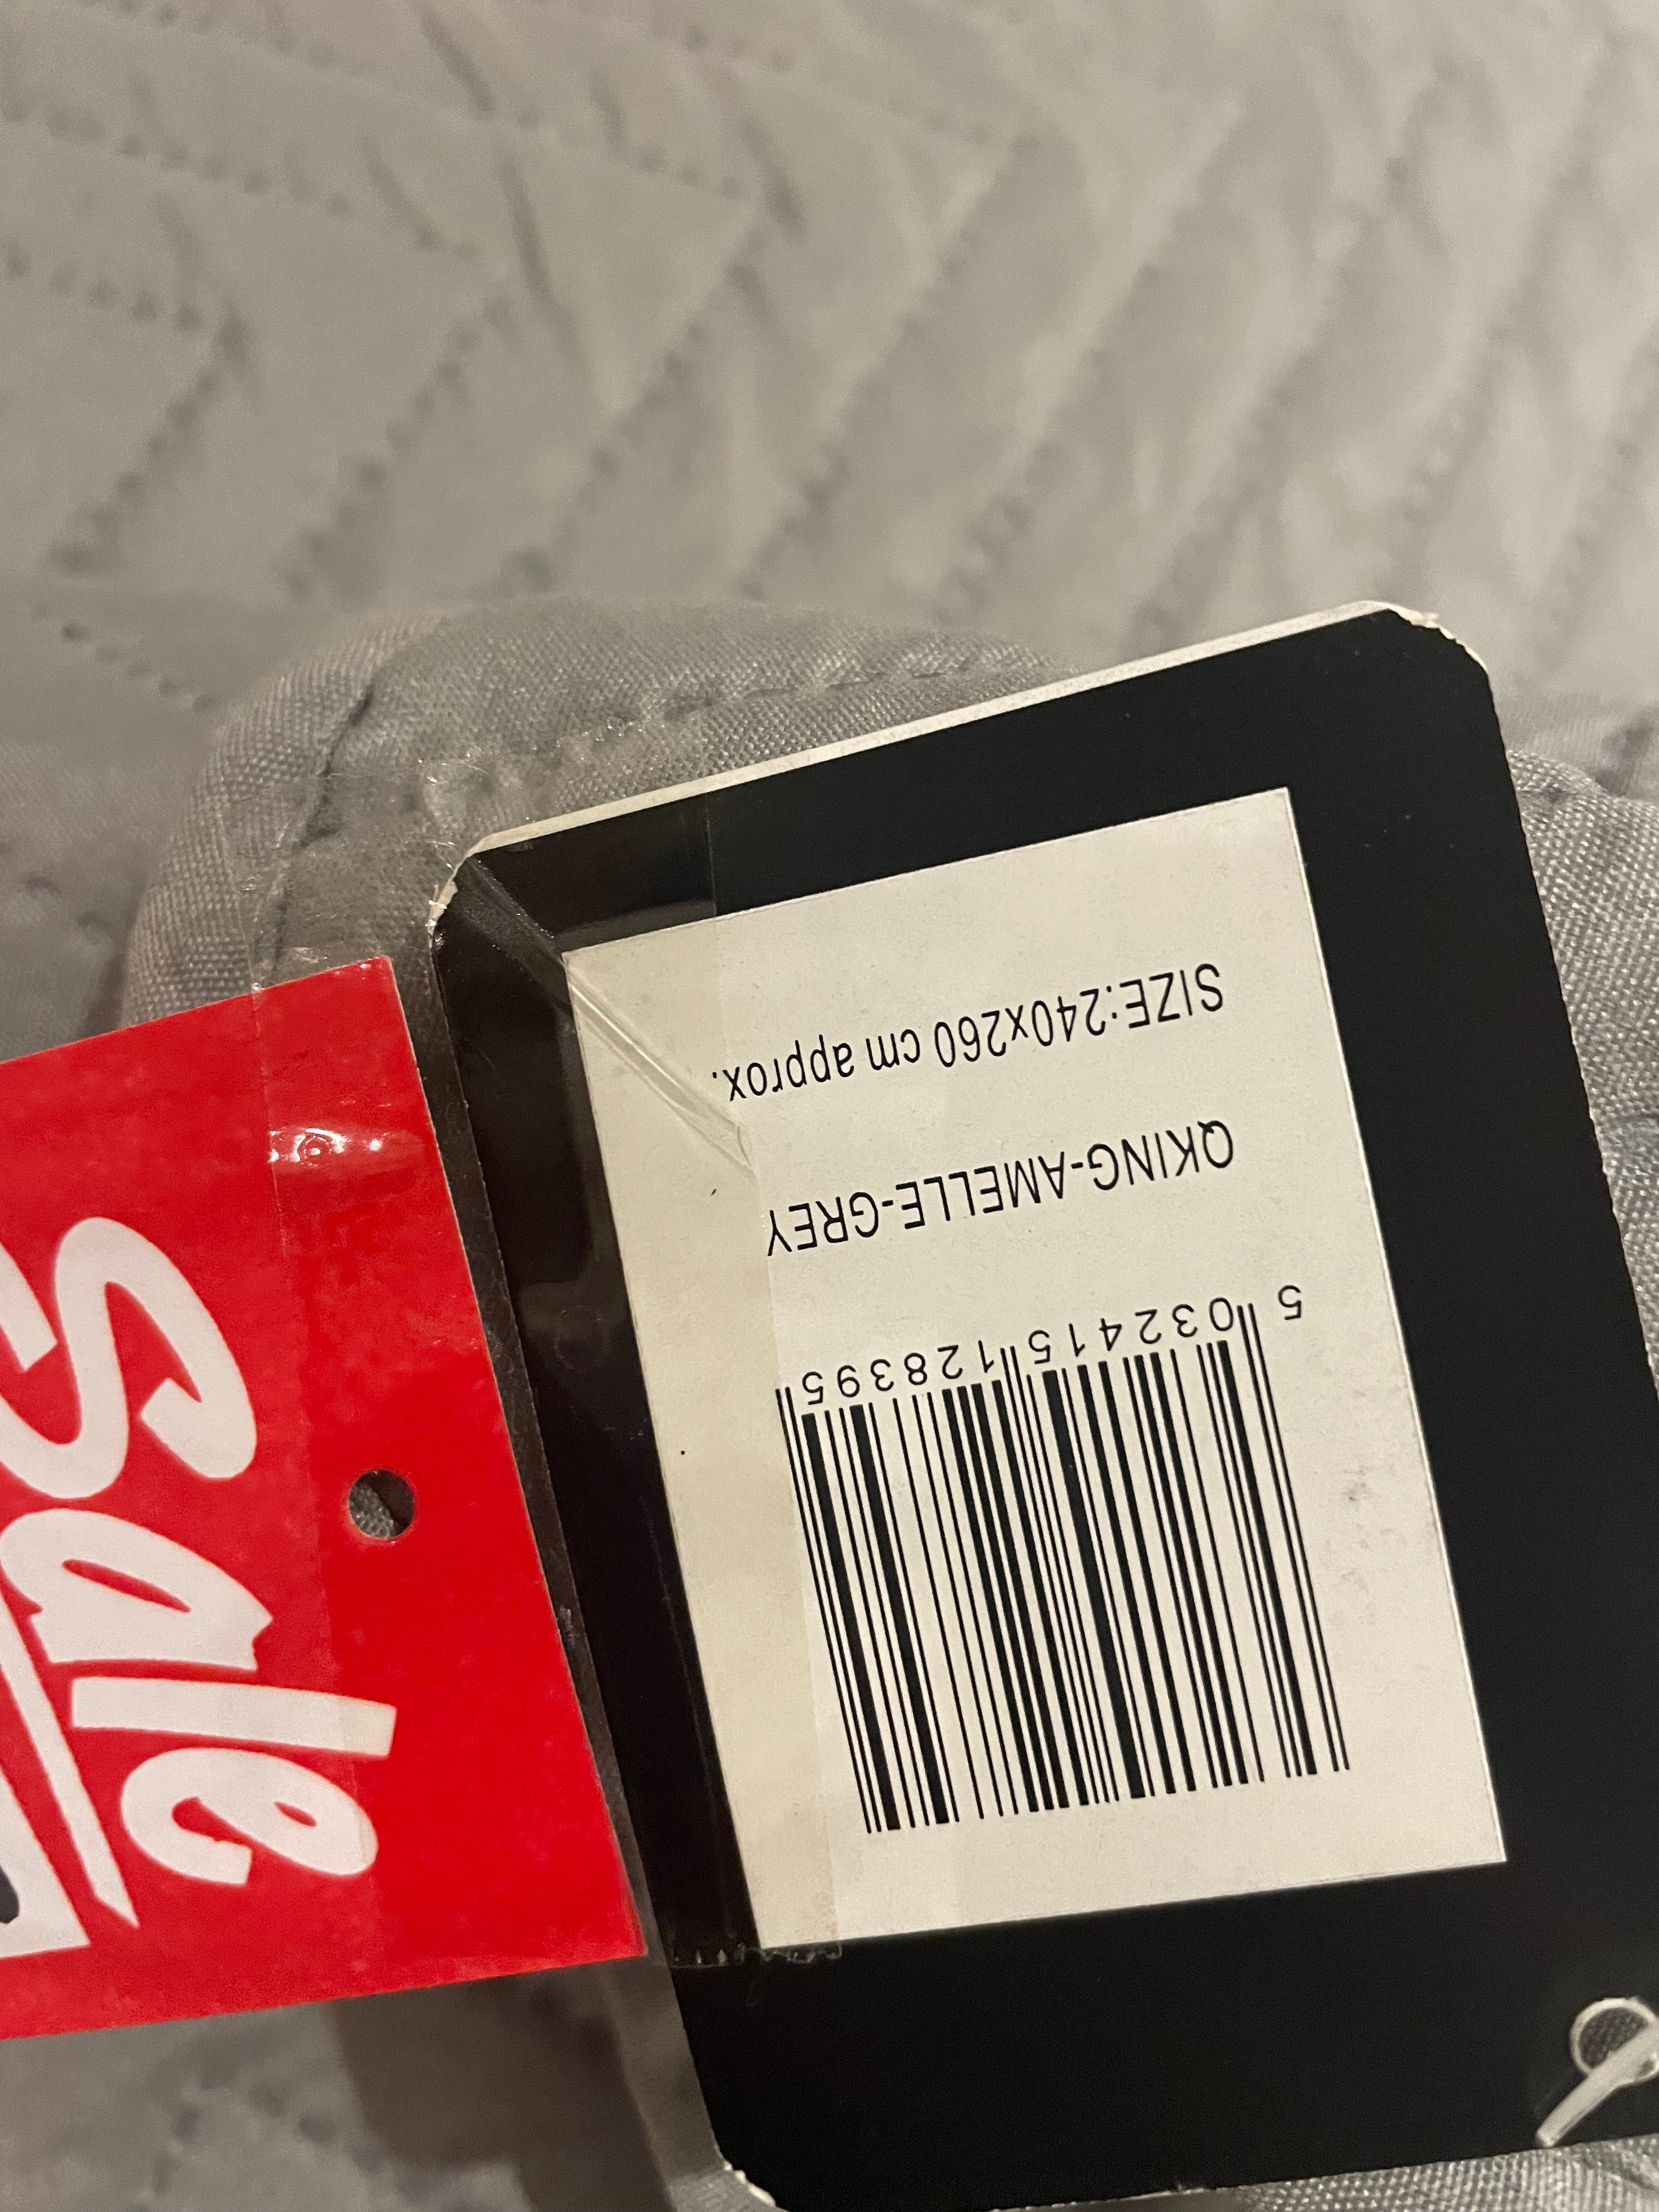 Sale
SIZE:240x260 cm approx.
QKING-AMELLE-GREY
5 032415 128395